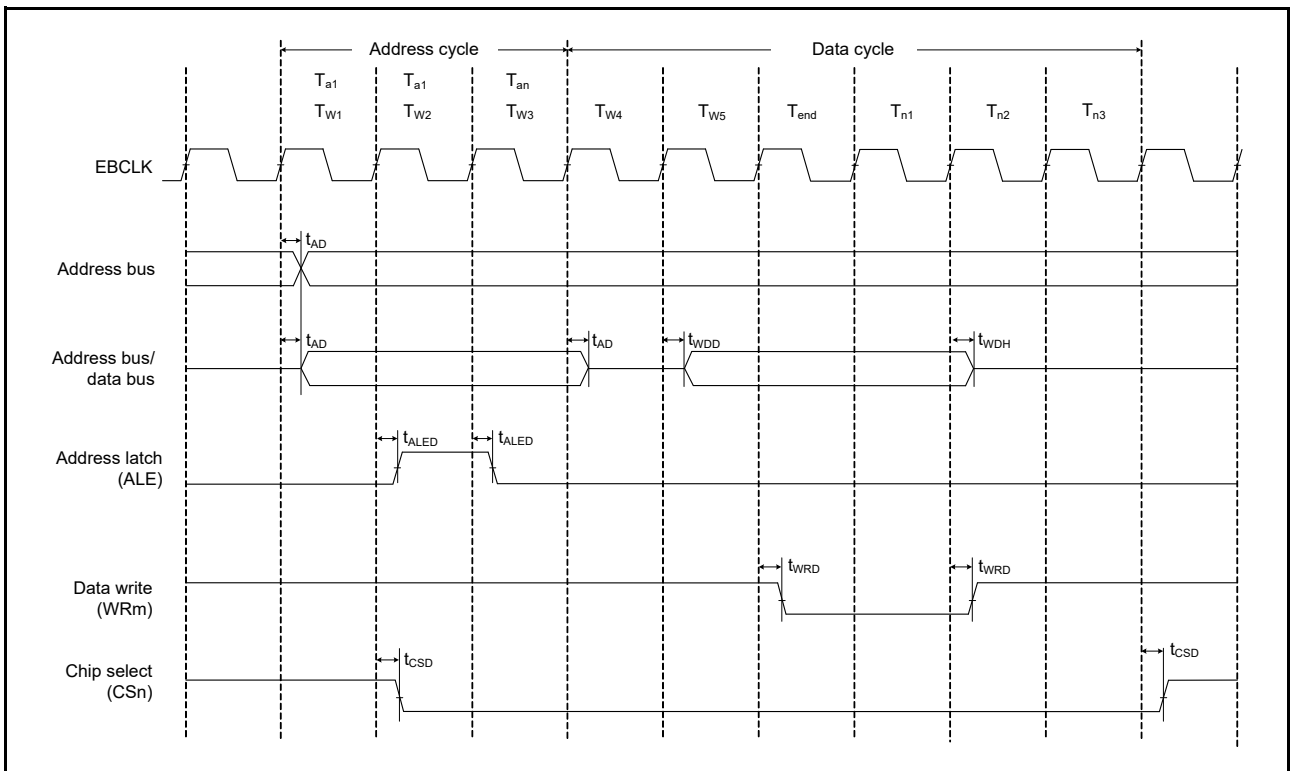 Address cycle Data cycle
Ta1 Ta1 Tan
TW1 TW2 TW3 TW4 TW5 Tend Tn1 Tn2 Tn3
EBCLK
tAD
Address bus
tAD tAD tWDD tWDH
Address bus/
data bus
tALED tALED
Address latch
(ALE)
tWRD tWRD
Data write
(WRm)
tCSD tCSD
Chip select
(CSn)